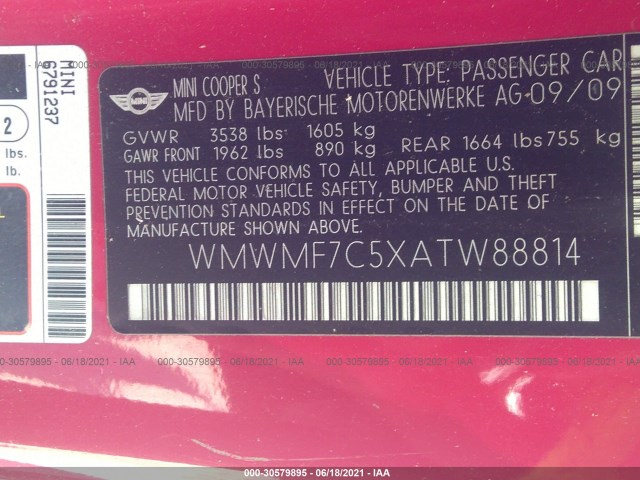 MINI
6791237
2
lbs.
lb.
MINI
MINI COOPER S VEHICLE TYPE: PASSENGER CAR
MFD BY BAYERISCHE MOTORENWERKE AG 09/09
GVWR 3538 lbs 1605 kg
GAWR FRONT 1962 lbs 890 kg REAR 1664 lbs 755 kg
THIS VEHICLE CONFORMS TO ALL APPLICABLE U.S.
FEDERAL MOTOR VEHICLE SAFETY, BUMPER AND THEFT
PREVENTION STANDARDS IN EFFECT ON THE DATE OF
MANUFACTURE SHOWN ABOVE.
WMWMF7C5XATW88814
000-30579895 - 06/18/2021 - IAA